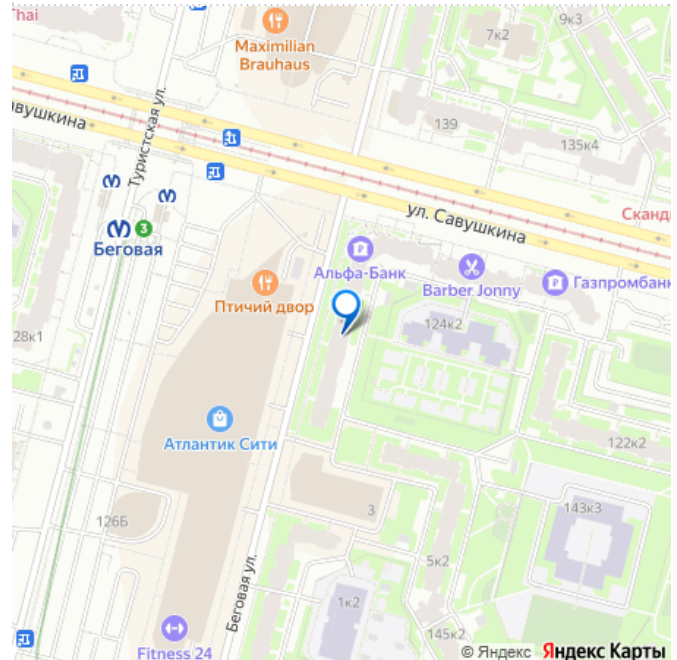 Thai
Maximilian
Brauhaus
7к2
9к3
139
135к4
Савушкина
Туристская ул.
ул. Савушкина
Сканди
3
Беговая
Альфа-Банк
Barber Jonny
Газпромбанк
Птичий двор
28к1
124к2
Атлантик Сити
122к2
126Б
3
143к3
5к2
Беговая ул.
1к2
145к2
Fitness 24
© Яндекс Яндекс Карты